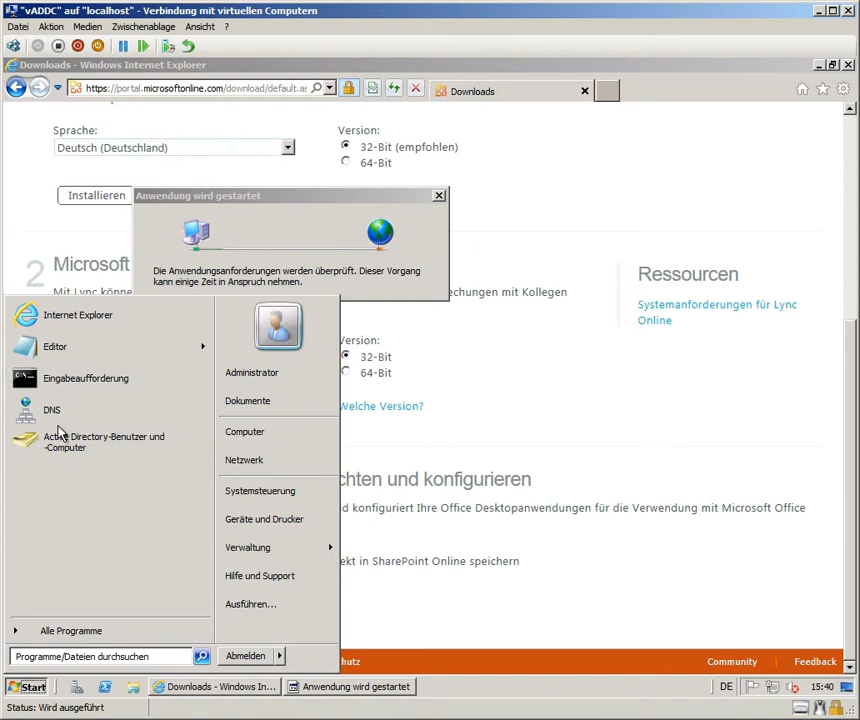 "vADDC" auf "localhost" - Verbindung mit virtuellen Computern
Datei Aktion Medien Zwischenablage Ansicht ?
Downloads - Windows Internet Explorer
https://portal.microsoftonline.com/download/default.as
Downloads
Sprache:
Version:
Deutsch (Deutschland)
32-Bit (empfohlen)
64-Bit
Installieren
Anwendung wird gestartet
Die Anwendungsanforderungen werden überprüft. Dieser Vorgang
kann einige Zeit in Anspruch nehmen.
2 Microsoft
Mit Lync könne
echungen mit Kollegen
Ressourcen
Systemanforderungen für Lync
Online
Version:
32-Bit
64-Bit
Welche Version?
chten und konfigurieren
d konfiguriert Ihre Office Desktopanwendungen für die Verwendung mit Microsoft Office
ekt in SharePoint Online speichern
hutz
Community
Feedback
Internet Explorer
Editor
Eingabeaufforderung
DNS
Active Directory-Benutzer und
-Computer
Alle Programme
Programme/Dateien durchsuchen
Administrator
Dokumente
Computer
Netzwerk
Systemsteuerung
Geräte und Drucker
Verwaltung
Hilfe und Support
Ausführen...
Abmelden
Start
Downloads - Windows In...
Anwendung wird gestartet
DE
15:40
Status: Wird ausgeführt